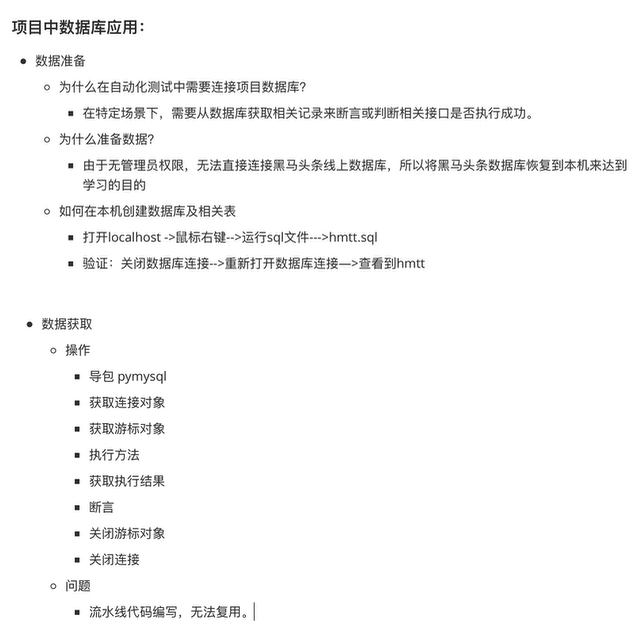 项目中数据库应用：
数据准备
为什么在自动化测试中需要连接项目数据库？
在特定场景下，需要从数据库获取相关记录来断言或判断相关接口是否执行成功。
为什么准备数据？
由于无管理员权限，无法直接连接黑马头条线上数据库，所以将黑马头条数据库恢复到本机来达到
学习的目的
如何在本机创建数据库及相关表
打开localhost ->鼠标右键-->运行sql文件--->hmtt.sql
验证：关闭数据库连接-->重新打开数据库连接—>查看到hmtt
数据获取
操作
导包 pymysql
获取连接对象
获取游标对象
执行方法
获取执行结果
断言
关闭游标对象
关闭连接
问题
流水线代码编写，无法复用。